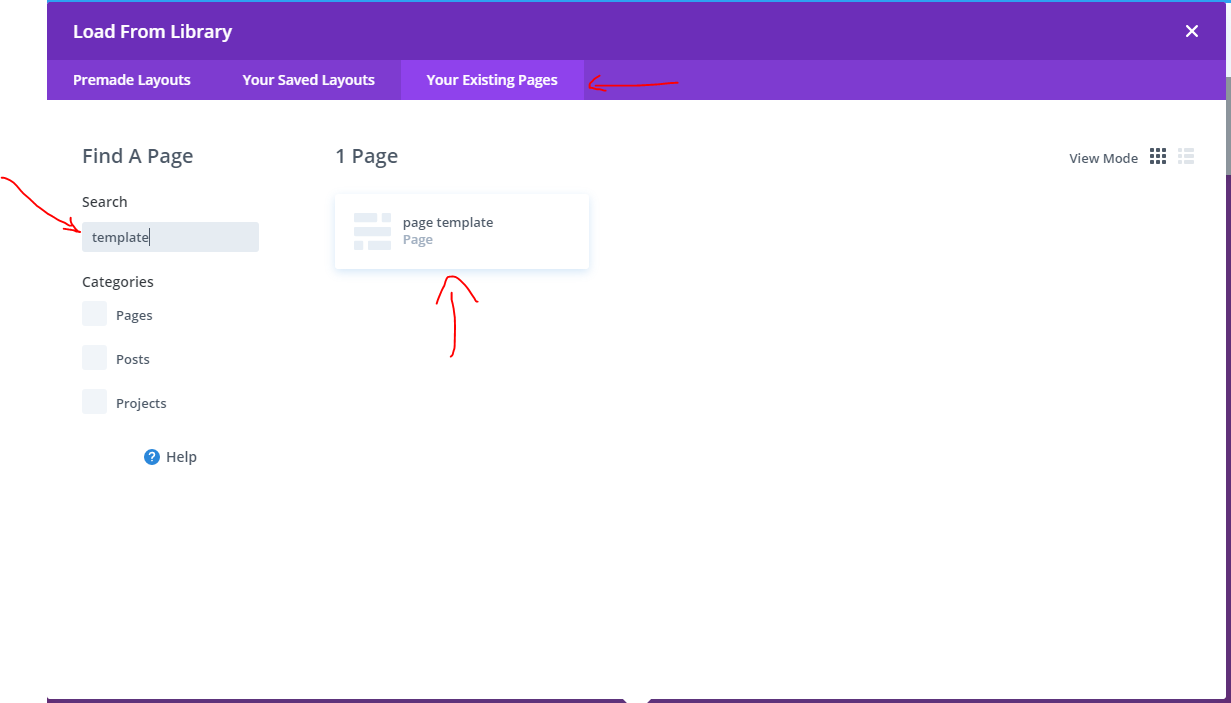 Load From Library
Premade Layouts
Your Saved Layouts
Your Existing Pages
Find A Page
Search
template
Categories
Pages
Posts
Projects
? Help
1 Page
View Mode
page template
Page